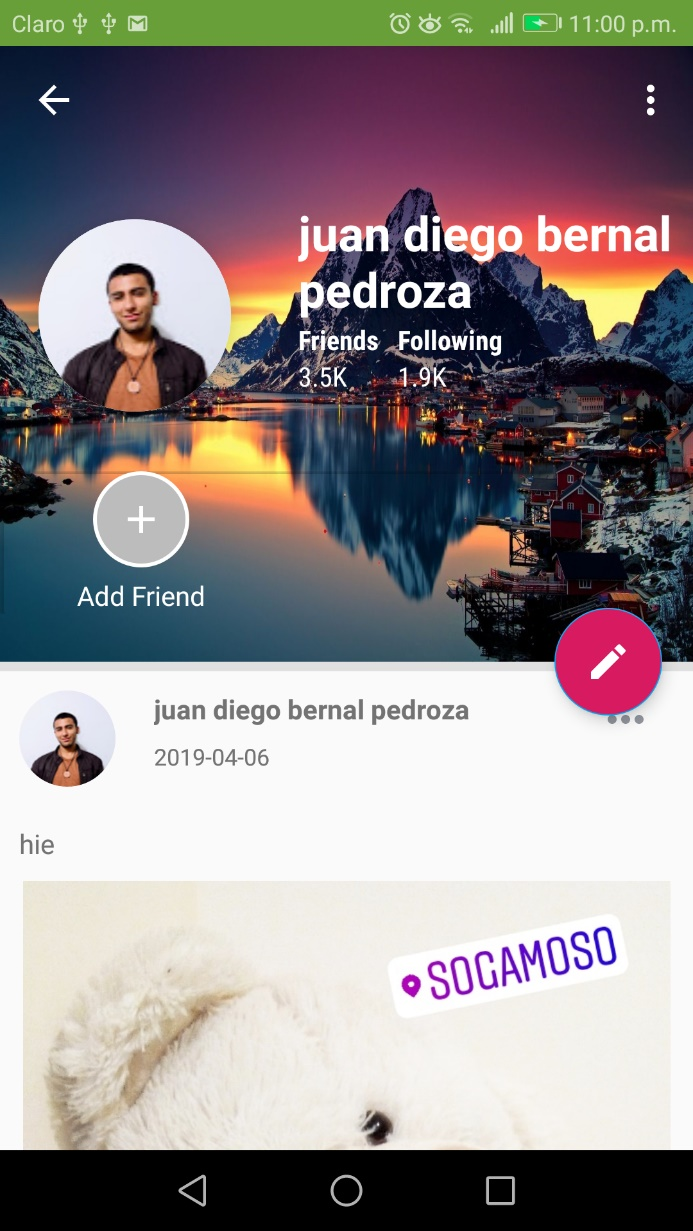 Claro 11:00 p.m.
juan diego bernal
pedroza
Friends Following
3.5K 1.9K
Add Friend
juan diego bernal pedroza
2019-04-06
hie
SOGAMOSO